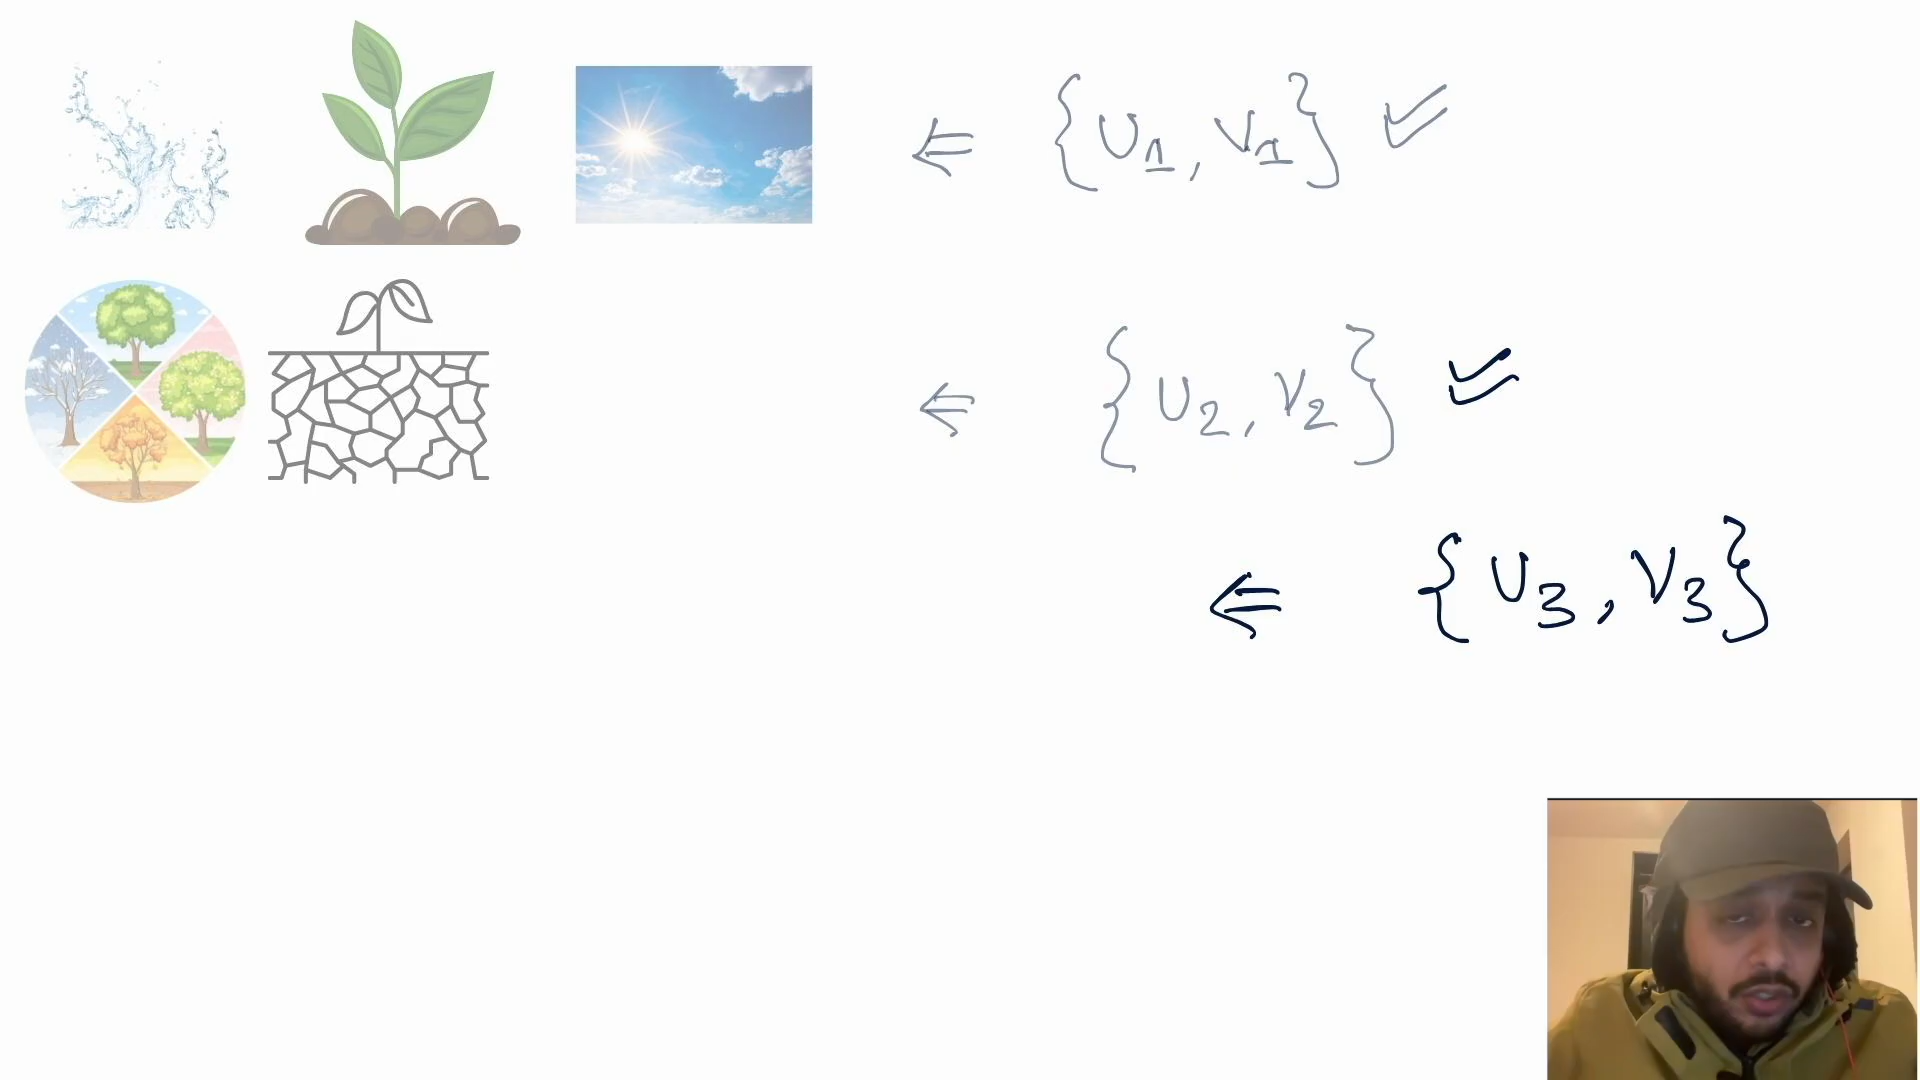 ⇐ {U₁, V₁}
⇐ {U₂, V₂}
⇐ {U₃, V₃}